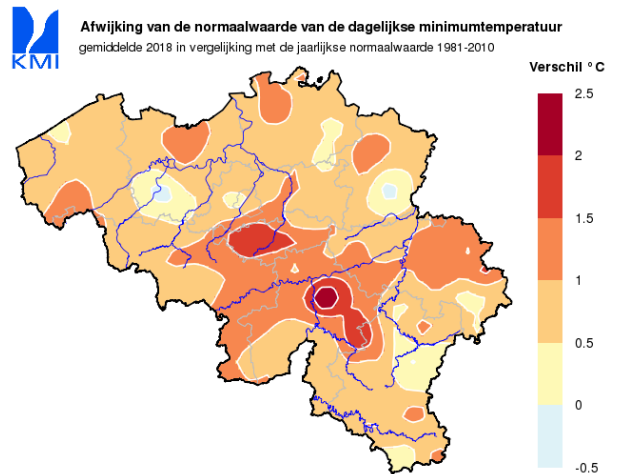 Afwijking van de normaalwaarde van de dagelijkse minimumtemperatuur
gemiddelde 2018 in vergelijking met de jaarlijkse normaalwaarde 1981-2010
KMI
Verschil °C
2.5
2
1.5
1
0.5
0
-0.5